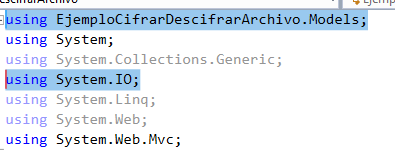 using EjemploCifrarDescifrarArchivo.Models;
using System;
using System.Collections.Generic;
using System.IO;
using System.Linq;
using System.Web;
using System.Web.Mvc;